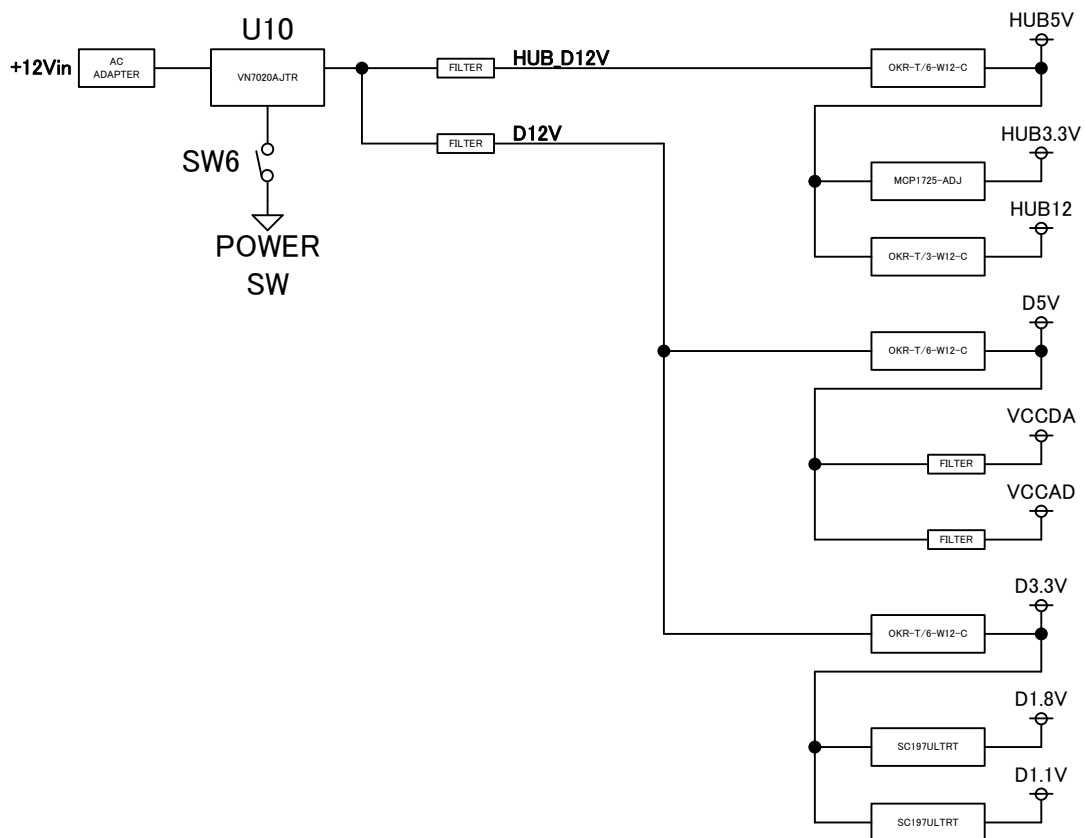 U10
+12Vin
AC
ADAPTER
VN7020AJTR
FILTER
HUB_D12V
OKR-T/6-W12-C
HUB5V
FILTER
D12V
SW6
POWER
SW
MCP1725-ADJ
HUB3.3V
OKR-T/3-W12-C
HUB12
OKR-T/6-W12-C
D5V
FILTER
VCCDA
FILTER
VCCAD
OKR-T/6-W12-C
D3.3V
SC197ULTRT
D1.8V
SC197ULTRT
D1.1V